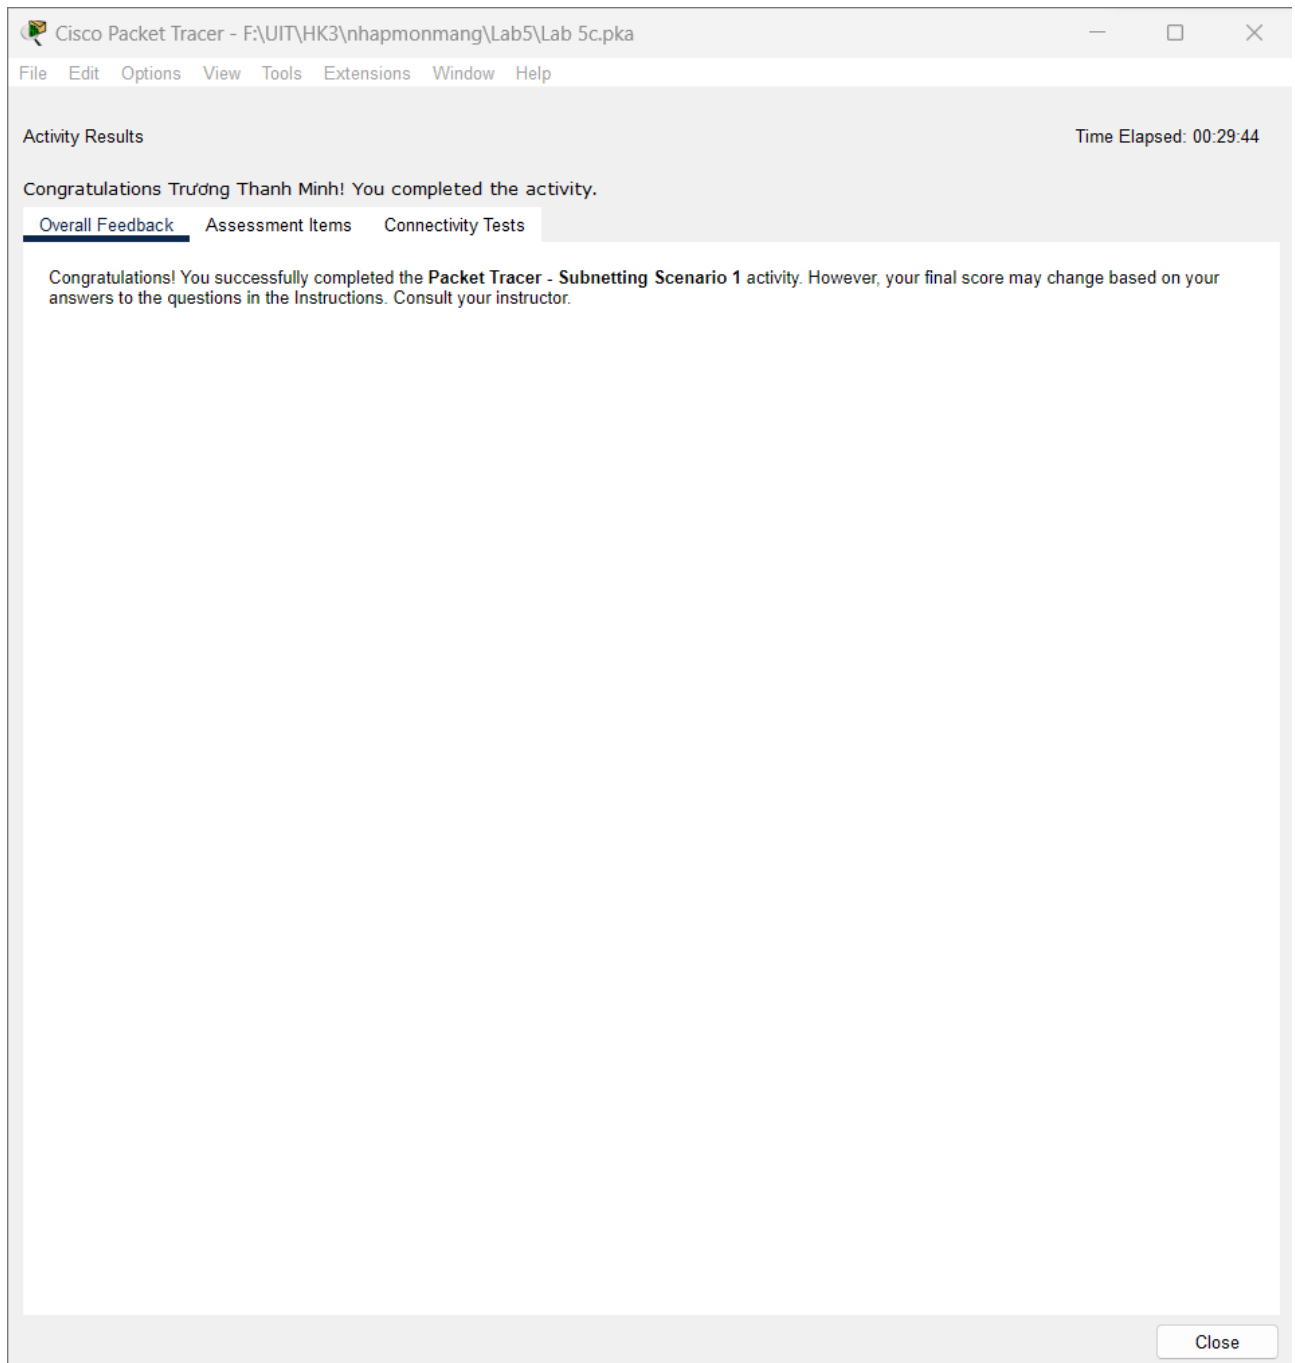 Cisco Packet Tracer - F:\UIT\HK3\nhapmonmang\Lab5\Lab 5c.pka
File Edit Options View Tools Extensions Window Help
Activity Results Time Elapsed: 00:29:44
Congratulations Trương Thanh Minh! You completed the activity.
Overall Feedback Assessment Items Connectivity Tests
Congratulations! You successfully completed the Packet Tracer - Subnetting Scenario 1 activity. However, your final score may change based on your
answers to the questions in the Instructions. Consult your instructor.
Close